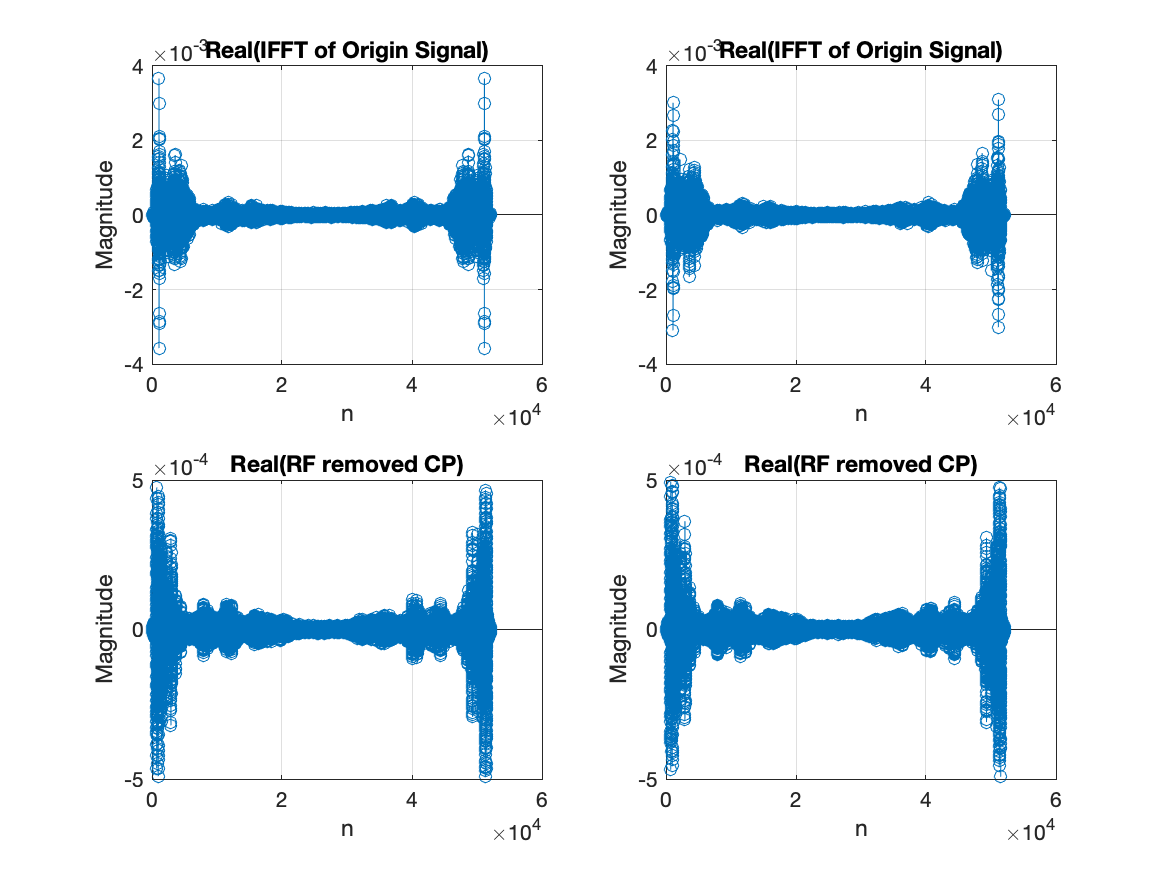 ×10-3 Real(IFFT of Origin Signal)
4
2
0
-2
-4
Magnitude
0 2 4 6
n
×104
×10-3 Real(IFFT of Origin Signal)
4
2
0
-2
-4
Magnitude
0 2 4 6
n
×104
×10-4 Real(RF removed CP)
5
0
-5
Magnitude
0 2 4 6
n
×104
×10-4 Real(RF removed CP)
5
0
-5
Magnitude
0 2 4 6
n
×104